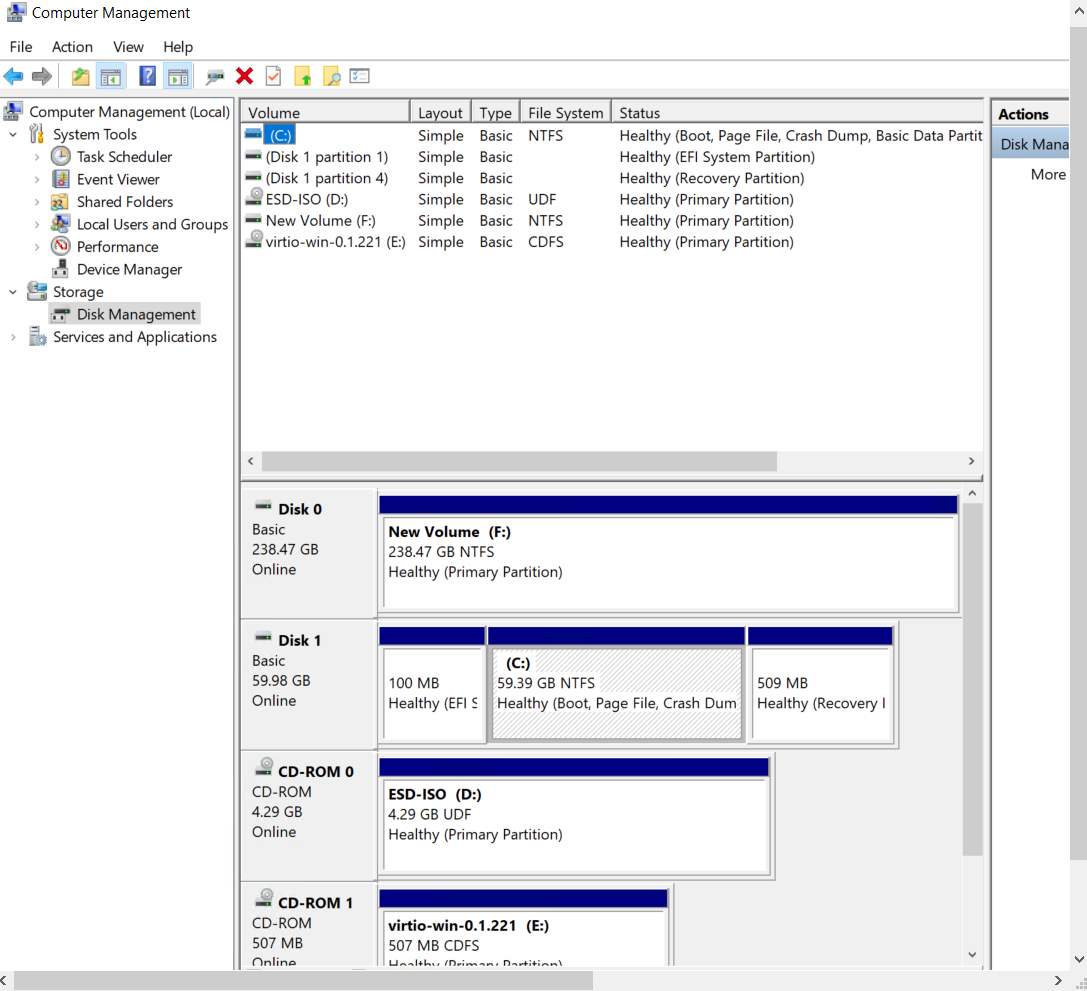 Computer Management
File Action View Help
Computer Management (Local)
System Tools
Task Scheduler
Event Viewer
Shared Folders
Local Users and Groups
Performance
Device Manager
Storage
Disk Management
Services and Applications
Volume Layout Type File System Status
(C:) Simple Basic NTFS Healthy (Boot, Page File, Crash Dump, Basic Data Partit
(Disk 1 partition 1) Simple Basic Healthy (EFI System Partition)
(Disk 1 partition 4) Simple Basic Healthy (Recovery Partition)
ESD-ISO (D:) Simple Basic UDF Healthy (Primary Partition)
New Volume (F:) Simple Basic NTFS Healthy (Primary Partition)
virtio-win-0.1.221 (E:) Simple Basic CDFS Healthy (Primary Partition)
Actions
Disk Mana
More
Disk 0
Basic
238.47 GB
Online
New Volume (F:)
238.47 GB NTFS
Healthy (Primary Partition)
Disk 1
Basic
59.98 GB
Online
100 MB
Healthy (EFI S
(C:)
59.39 GB NTFS
Healthy (Boot, Page File, Crash Dum
509 MB
Healthy (Recovery
CD-ROM 0
CD-ROM
4.29 GB
Online
ESD-ISO (D:)
4.29 GB UDF
Healthy (Primary Partition)
CD-ROM 1
CD-ROM
507 MB
Online
virtio-win-0.1.221 (E:)
507 MB CDFS
Healthy (Primary Partition)